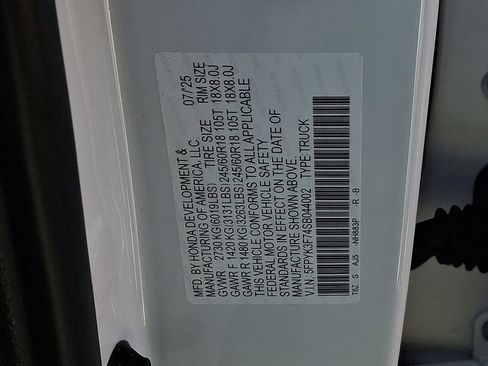 MFD. BY HONDA DEVELOPMENT & 07/'25
MANUFACTURING OF AMERICA, LLC
TIRE SIZE RIM SIZE
GVWR 2730 KG(6019LBS)
GAWR F 1420 KG(3131LBS)245/60R18 105T 18X8.0J
GAWR R 1480 KG(3263LBS)245/60R18 105T 18X8.0J
THIS VEHICLE CONFORMS TO ALL APPLICABLE
FEDERAL MOTOR VEHICLE SAFETY
STANDARDS IN EFFECT ON THE DATE OF
MANUFACTURE SHOWN ABOVE.
V.I.N. 5FPYK3F74SB044002 TYPE:TRUCK
T6Z S AJ5 -NH883P -R -B